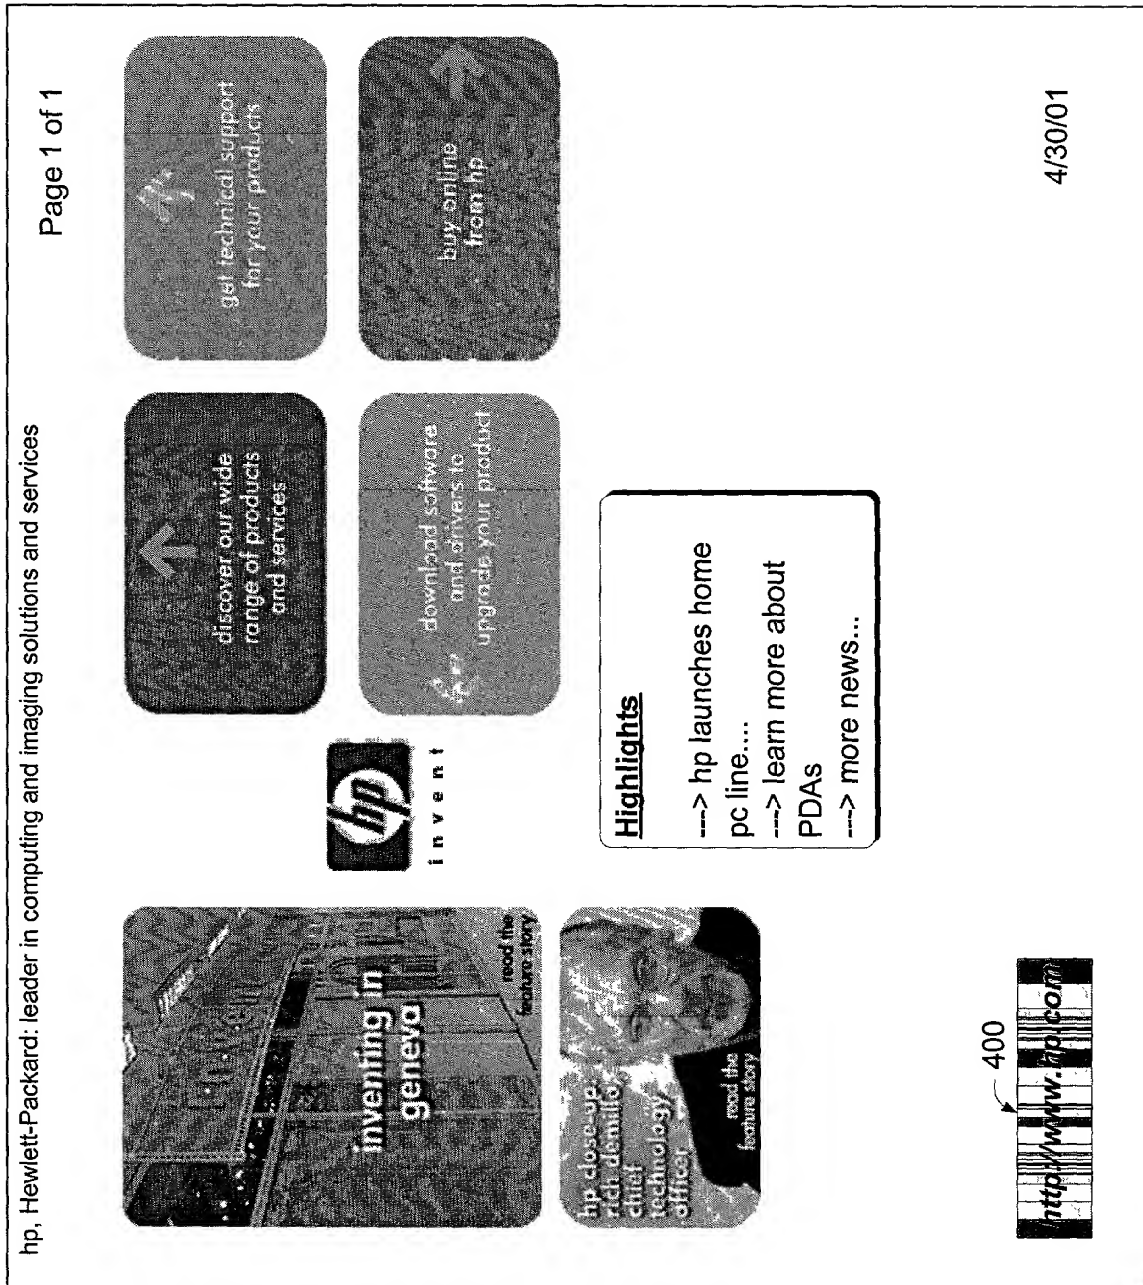 hp, Hewlett-Packard: leader in computing and imaging solutions and services
Page 1 of 1
inventing in
geneva
read the
feature story
hp close-up
rich demillo,
chief
technology
officer
read the
feature story
hp
invent
discover our wide
range of products
and services
get technical support
for your products
download software
and drivers to
upgrade your product
buy online
from hp
Highlights
---> hp launches home
pc line....
---> learn more about
PDAs
---> more news...
400
http://www.hp.com
4/30/01